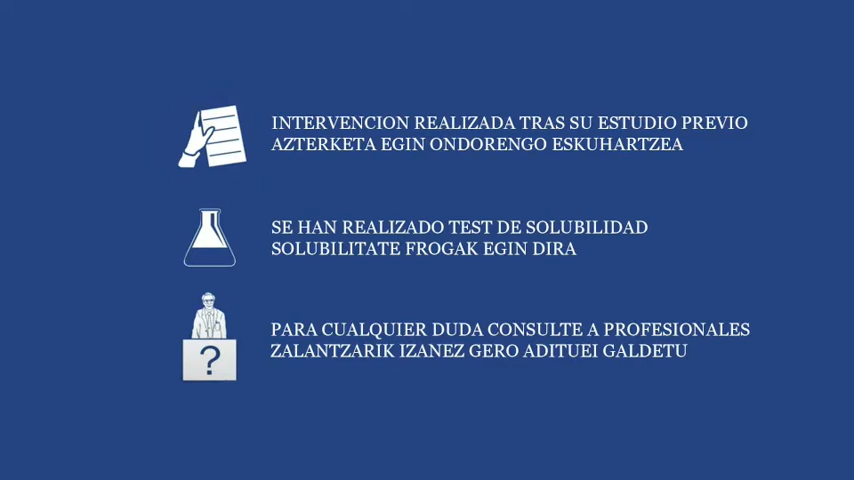 INTERVENCION REALIZADA TRAS SU ESTUDIO PREVIO
AZTERKETA EGIN ONDORENGO ESKUHARTZEA
SE HAN REALIZADO TEST DE SOLUBILIDAD
SOLUBILITATE FROGAK EGIN DIRA
PARA CUALQUIER DUDA CONSULTE A PROFESIONALES
ZALANTZARIK IZANEZ GERO ADITUEI GALDETU
?